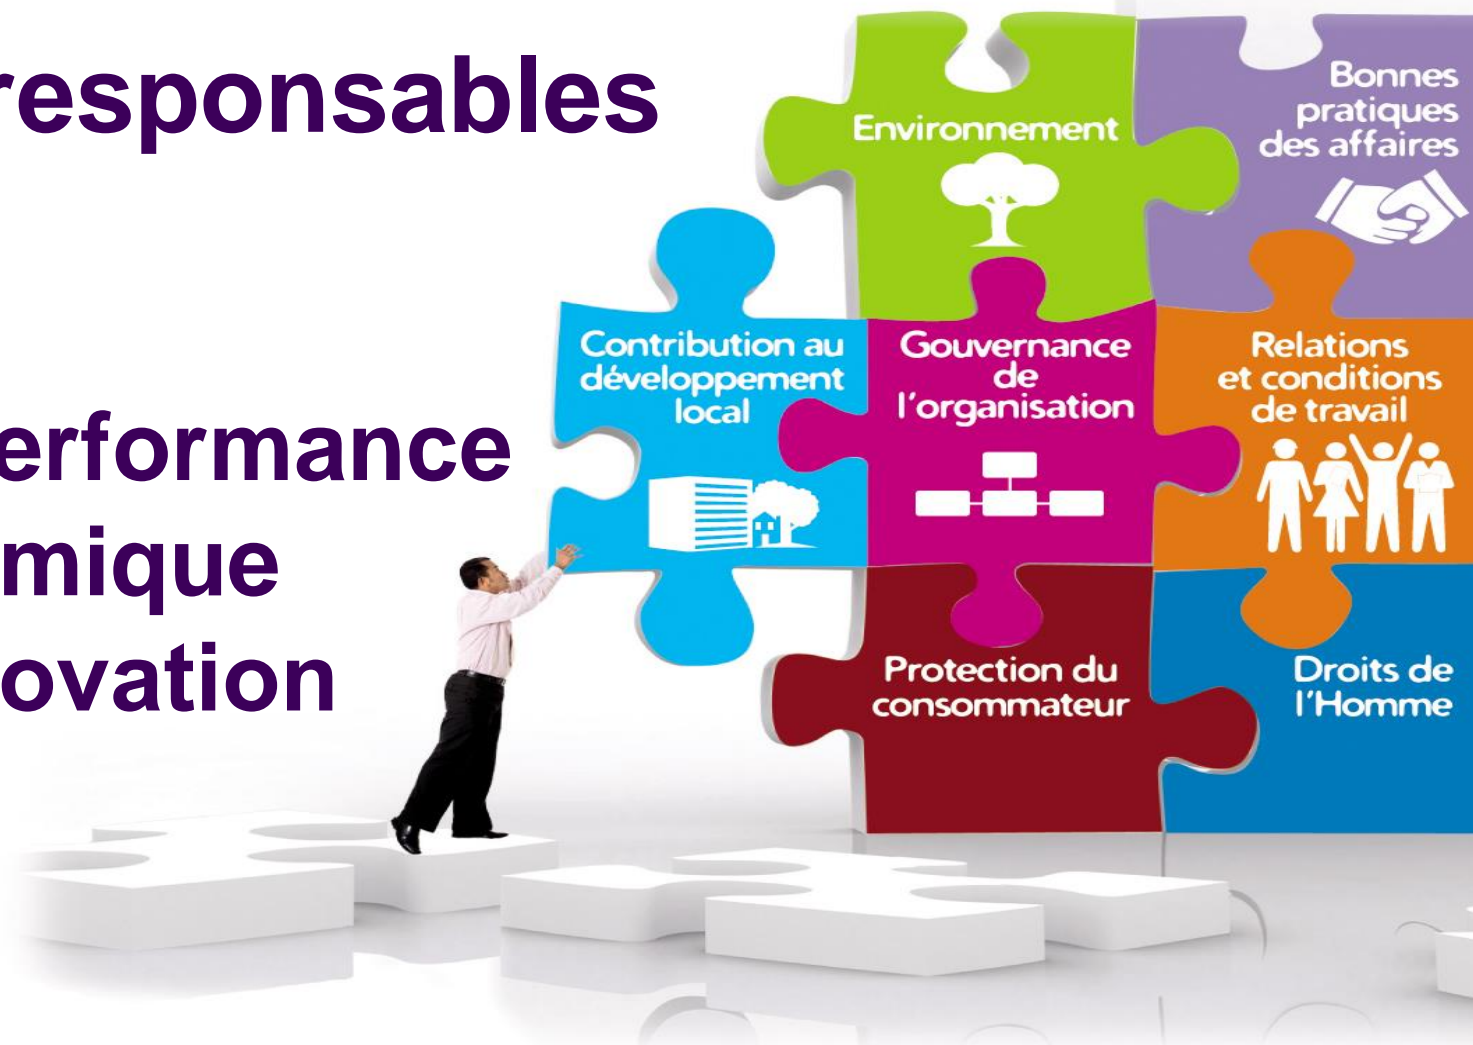 responsables
erformance
mique
ovation
Environnement
Bonnes
pratiques
des affaires
Contribution au
développement
local
Gouvernance
de
l'organisation
Relations
et conditions
de travail
Protection du
consommateur
Droits de
l'Homme